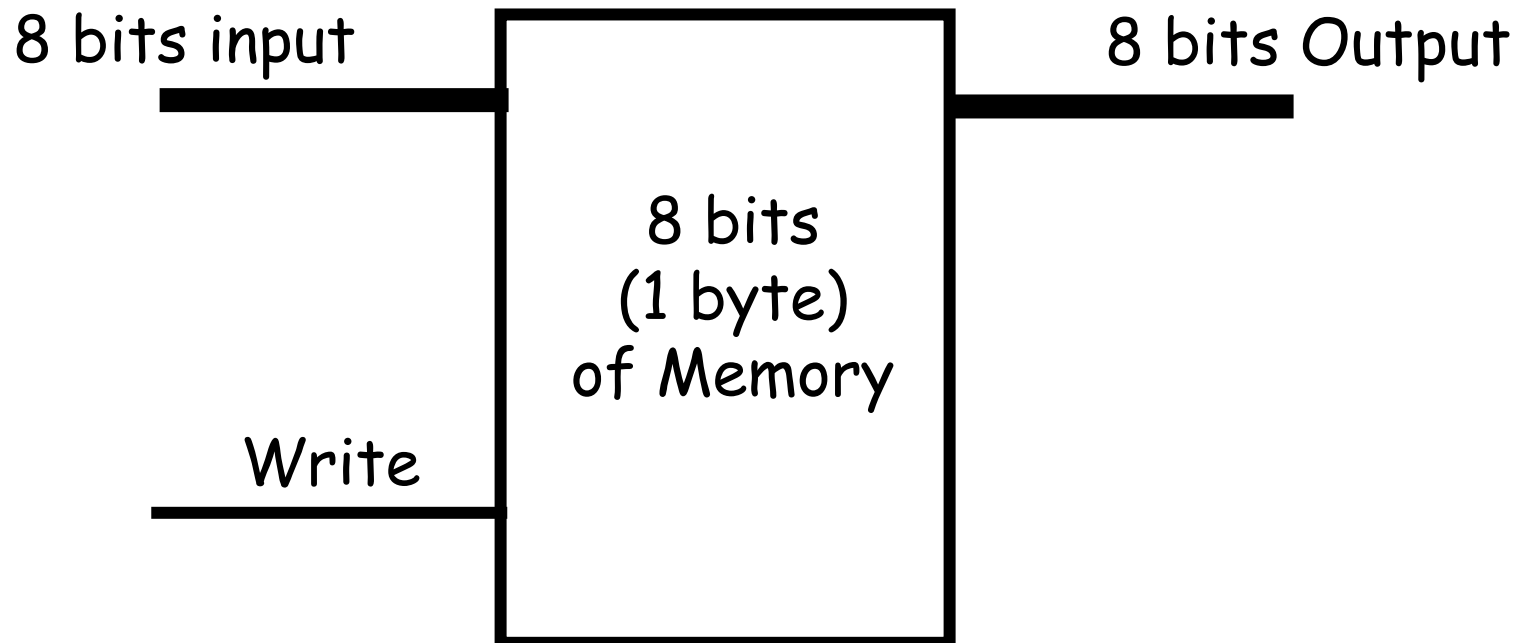 8 bits input
8 bits Output
8 bits
(1 byte)
of Memory
Write